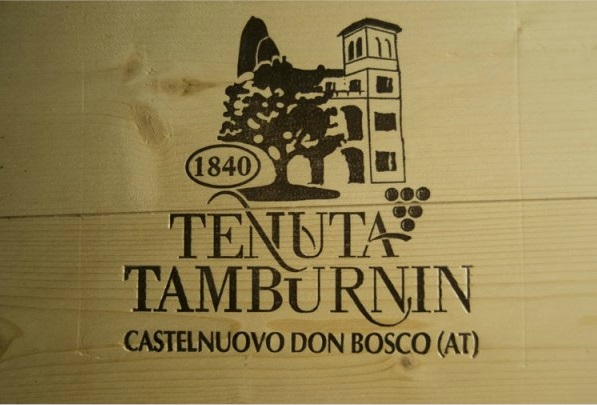 1840
TENUTA
TAMBURNIN
CASTELNUOVO DON BOSCO (AT)